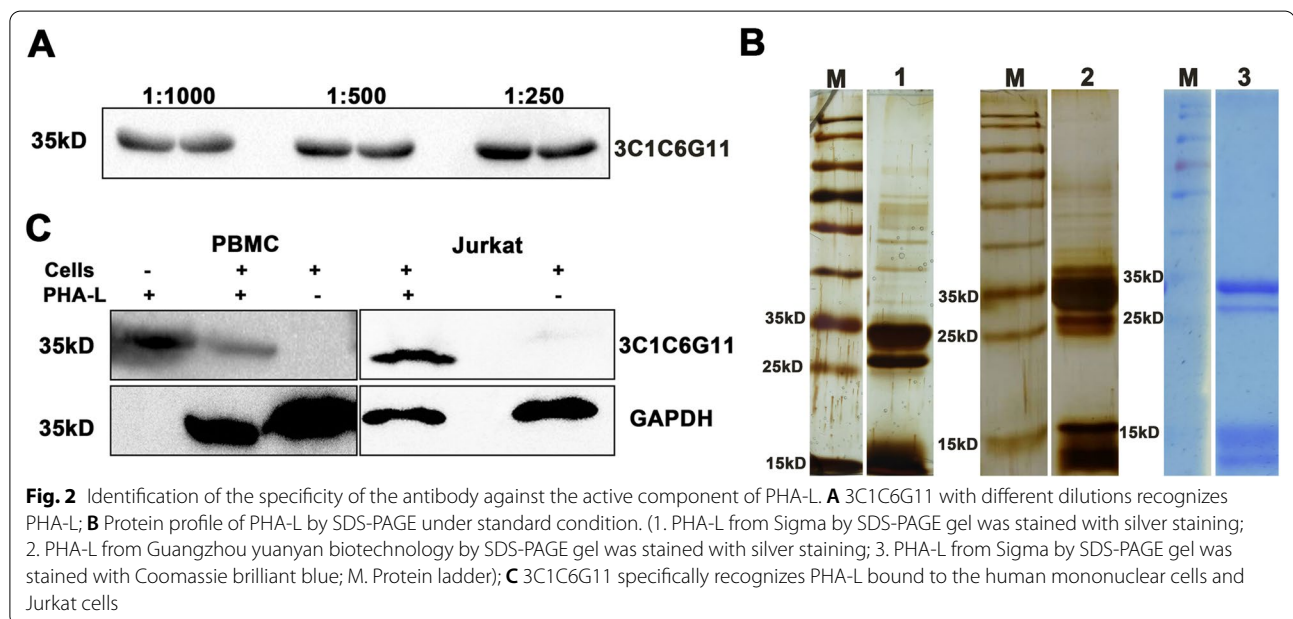 A
1:1000 1:500 1:250
35kD 3C1C6G11
B
M 1 M 2 M 3
35kD 35kD 35kD
25kD 25kD 25kD
15kD 15kD 15kD
C
PBMC Jurkat
Cells - + + + +
PHA-L + + - + -
35kD 3C1C6G11
35kD GAPDH
Fig. 2 Identification of the specificity of the antibody against the active component of PHA-L. A 3C1C6G11 with different dilutions recognizes
PHA-L; B Protein profile of PHA-L by SDS-PAGE under standard condition. (1. PHA-L from Sigma by SDS-PAGE gel was stained with silver staining;
2. PHA-L from Guangzhou yuanyan biotechnology by SDS-PAGE gel was stained with silver staining; 3. PHA-L from Sigma by SDS-PAGE gel was
stained with Coomassie brilliant blue; M. Protein ladder); C 3C1C6G11 specifically recognizes PHA-L bound to the human mononuclear cells and
Jurkat cells